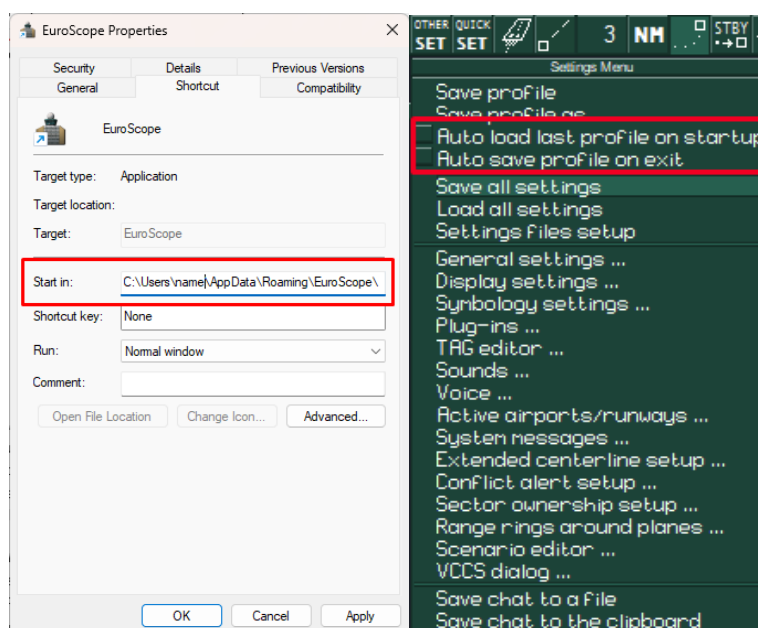 EuroScope Properties
Security Details Previous Versions
General Shortcut Compatibility
EuroScope
Target type: Application
Target location:
Target: EuroScope
Start in: C:\Users\name\AppData\Roaming\EuroScope\
Shortcut key: None
Run: Normal window
Comment:
Open File Location Change Icon... Advanced...
OK Cancel Apply
OTHER SET QUICK SET 3 NM STBY
Settings Menu
Save profile
Save profile as
Auto load last profile on startup
Auto save profile on exit
Save all settings
Load all settings
Settings files setup
General settings ...
Display settings ...
Symbology settings ...
Plug-ins ...
TAG editor ...
Sounds ...
Voice ...
Active airports/runways ...
System messages ...
Extended centerline setup ...
Conflict alert setup ...
Sector ownership setup ...
Range rings around planes ...
Scenario editor ...
VCCS dialog ...
Save chat to a file
Save chat to the clipboard